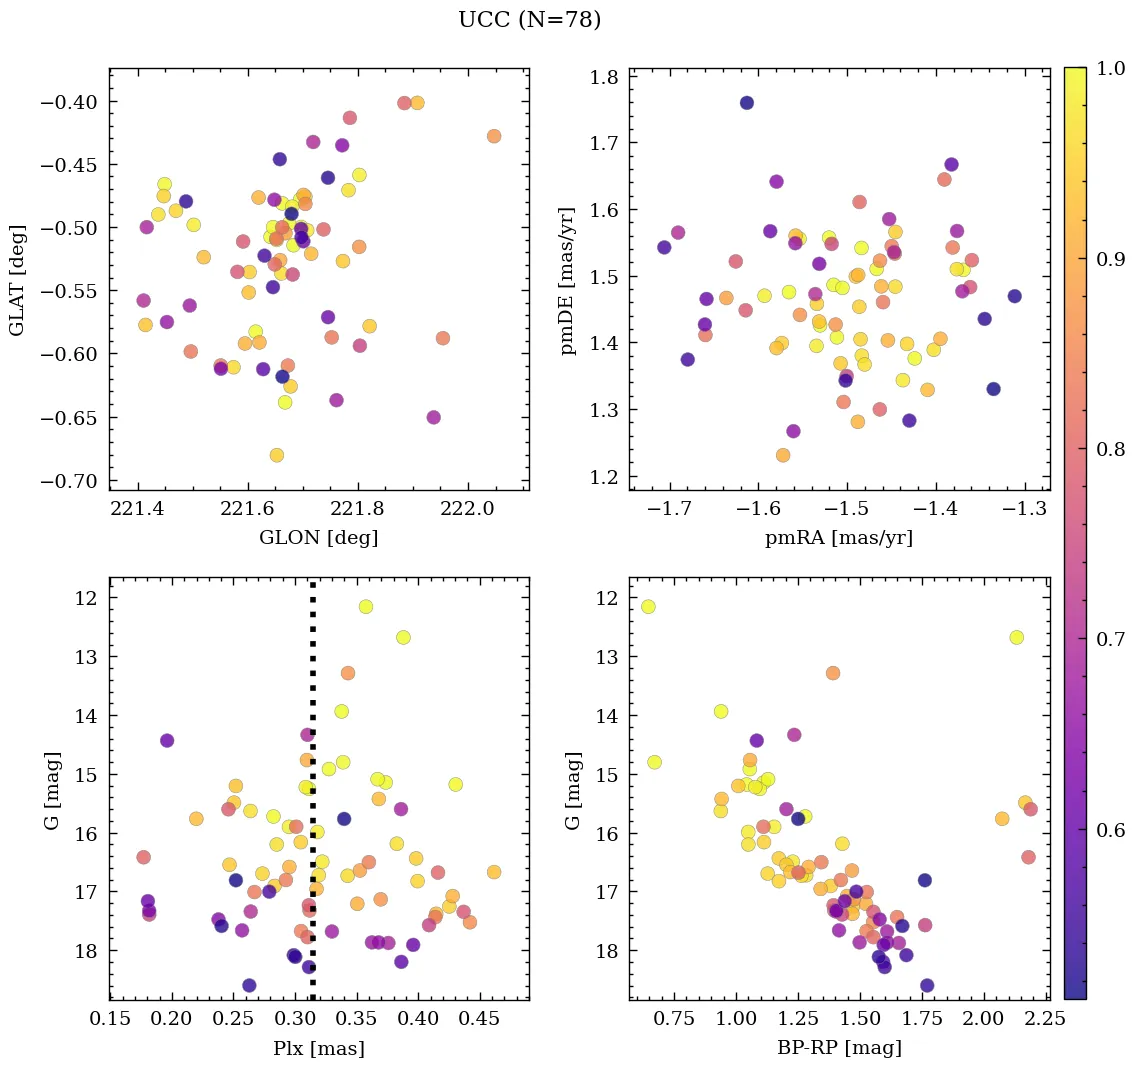 UCC (N=78)
−0.40
−0.45
−0.50
−0.55
−0.60
−0.65
−0.70
GLAT [deg]
221.4 221.6 221.8 222.0
GLON [deg]
1.8
1.7
1.6
1.5
1.4
1.3
1.2
pmDE [mas/yr]
−1.7 −1.6 −1.5 −1.4 −1.3
pmRA [mas/yr]
12
13
14
15
16
17
18
G [mag]
0.15 0.20 0.25 0.30 0.35 0.40 0.45
Plx [mas]
12
13
14
15
16
17
18
G [mag]
0.75 1.00 1.25 1.50 1.75 2.00 2.25
BP-RP [mag]
1.0
0.9
0.8
0.7
0.6